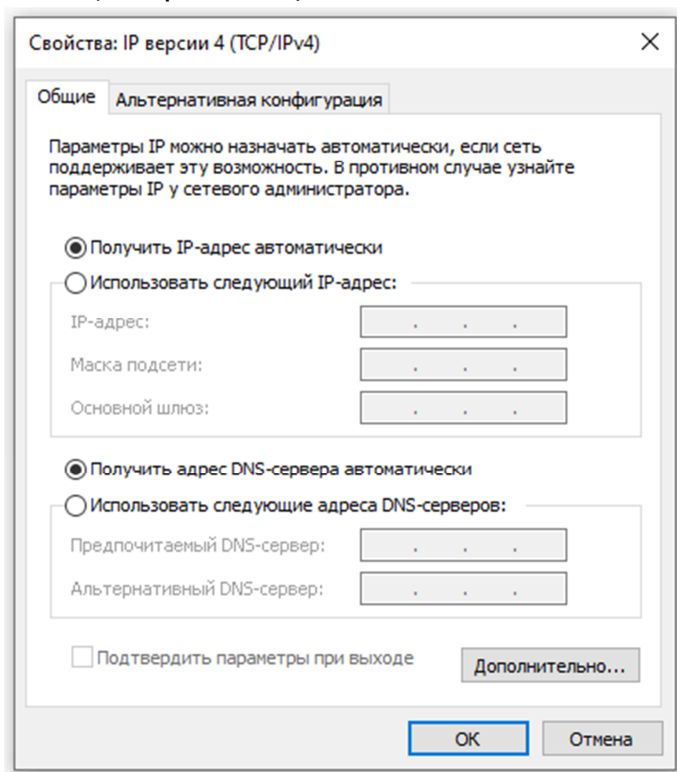 Свойства: IP версии 4 (TCP/IPv4)
Общие
Альтернативная конфигурация
Параметры IP можно назначать автоматически, если сеть
поддерживает эту возможность. В противном случае узнайте
параметры IP у сетевого администратора.
Получить IP-адрес автоматически
Использовать следующий IP-адрес:
IP-адрес:
Маска подсети:
Основной шлюз:
Получить адрес DNS-сервера автоматически
Использовать следующие адреса DNS-серверов:
Предпочитаемый DNS-сервер:
Альтернативный DNS-сервер:
Подтвердить параметры при выходе
Дополнительно...
ОК
Отмена